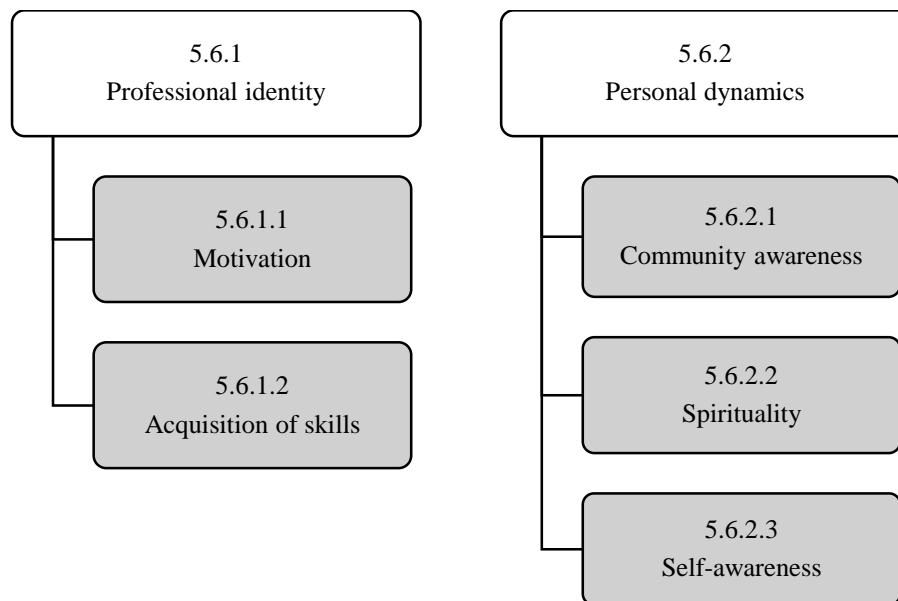 5.6.1
Professional identity
5.6.1.1
Motivation
5.6.1.2
Acquisition of skills
5.6.2
Personal dynamics
5.6.2.1
Community awareness
5.6.2.2
Spirituality
5.6.2.3
Self-awareness